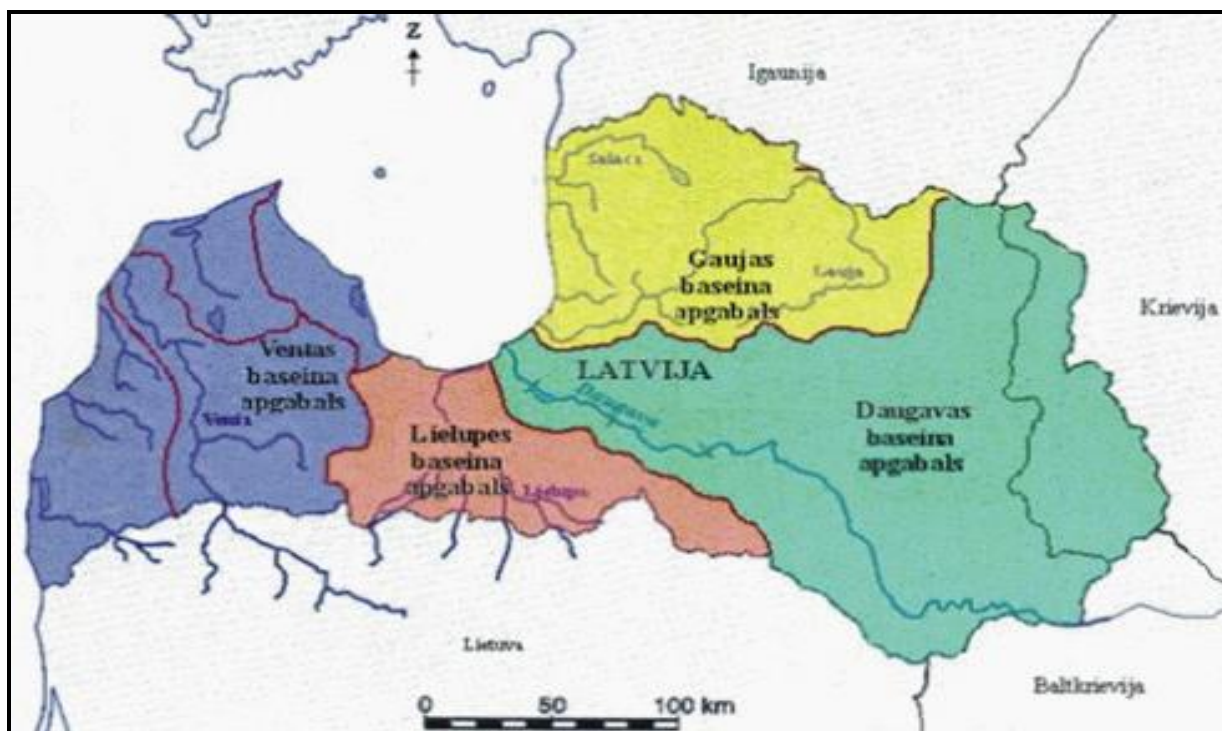 Z
Igaunija
Salaca
Gaujas
baseina
apgabals
Gauja
Krievija
LATVIJA
Ventas
baseina
apgabals
Daugava
Daugavas
baseina
apgabals
Venta
Lielupes
baseina
apgabals
Lielupe
Lietuva
Baltkrievija
0 50 100 km